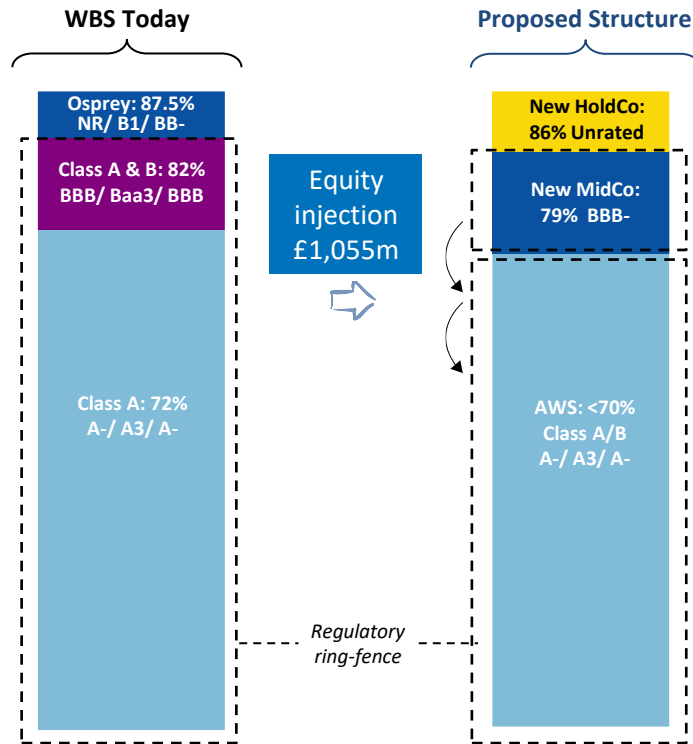 WBS Today
Proposed Structure
Osprey: 87.5%
NR/ B1/ BB-
Class A & B: 82%
BBB/ Baa3/ BBB
Class A: 72%
A-/ A3/ A-
Equity
injection
£1,055m
New HoldCo:
86% Unrated
New MidCo:
79%  BBB-
AWS: <70%
Class A/B
A-/ A3/ A-
Regulatory
ring-fence